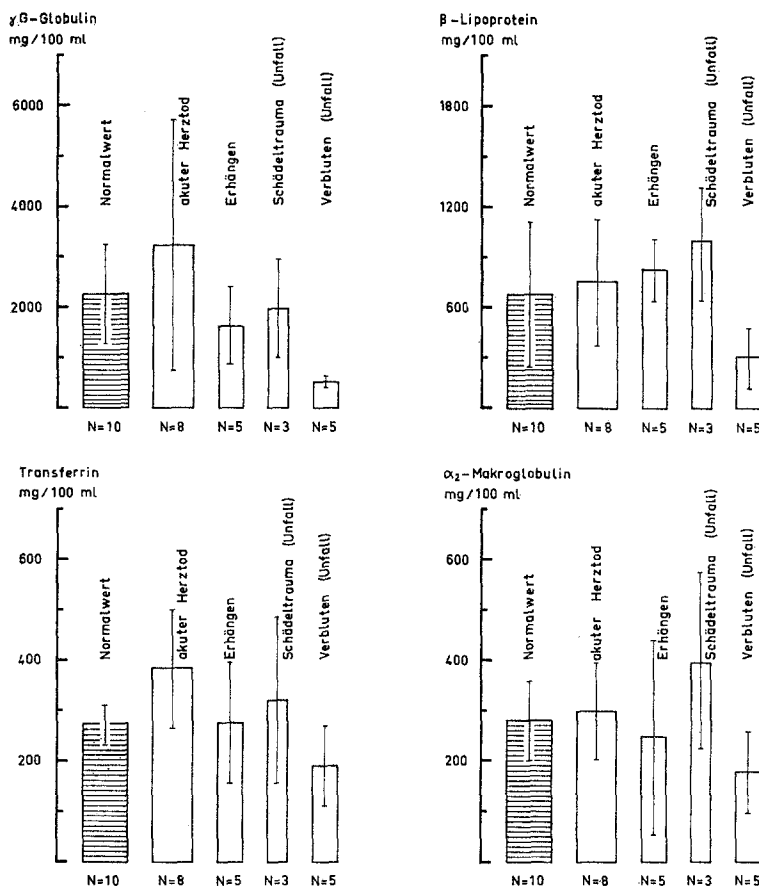 γG-Globulin
mg/100 ml
6000
4000
2000
Normalwert
akuter Herztod
Erhängen
Schädeltrauma (Unfall)
Verbluten (Unfall)
N=10 N=8 N=5 N=3 N=5
β-Lipoprotein
mg/100 ml
1800
1200
600
Normalwert
akuter Herztod
Erhängen
Schädeltrauma (Unfall)
Verbluten (Unfall)
N=10 N=8 N=5 N=3 N=5
Transferrin
mg/100 ml
600
400
200
Normalwert
akuter Herztod
Erhängen
Schädeltrauma (Unfall)
Verbluten (Unfall)
N=10 N=8 N=5 N=3 N=5
α₂-Makroglobulin
mg/100 ml
600
400
200
Normalwert
akuter Herztod
Erhängen
Schädeltrauma (Unfall)
Verbluten (Unfall)
N=10 N=8 N=5 N=3 N=5